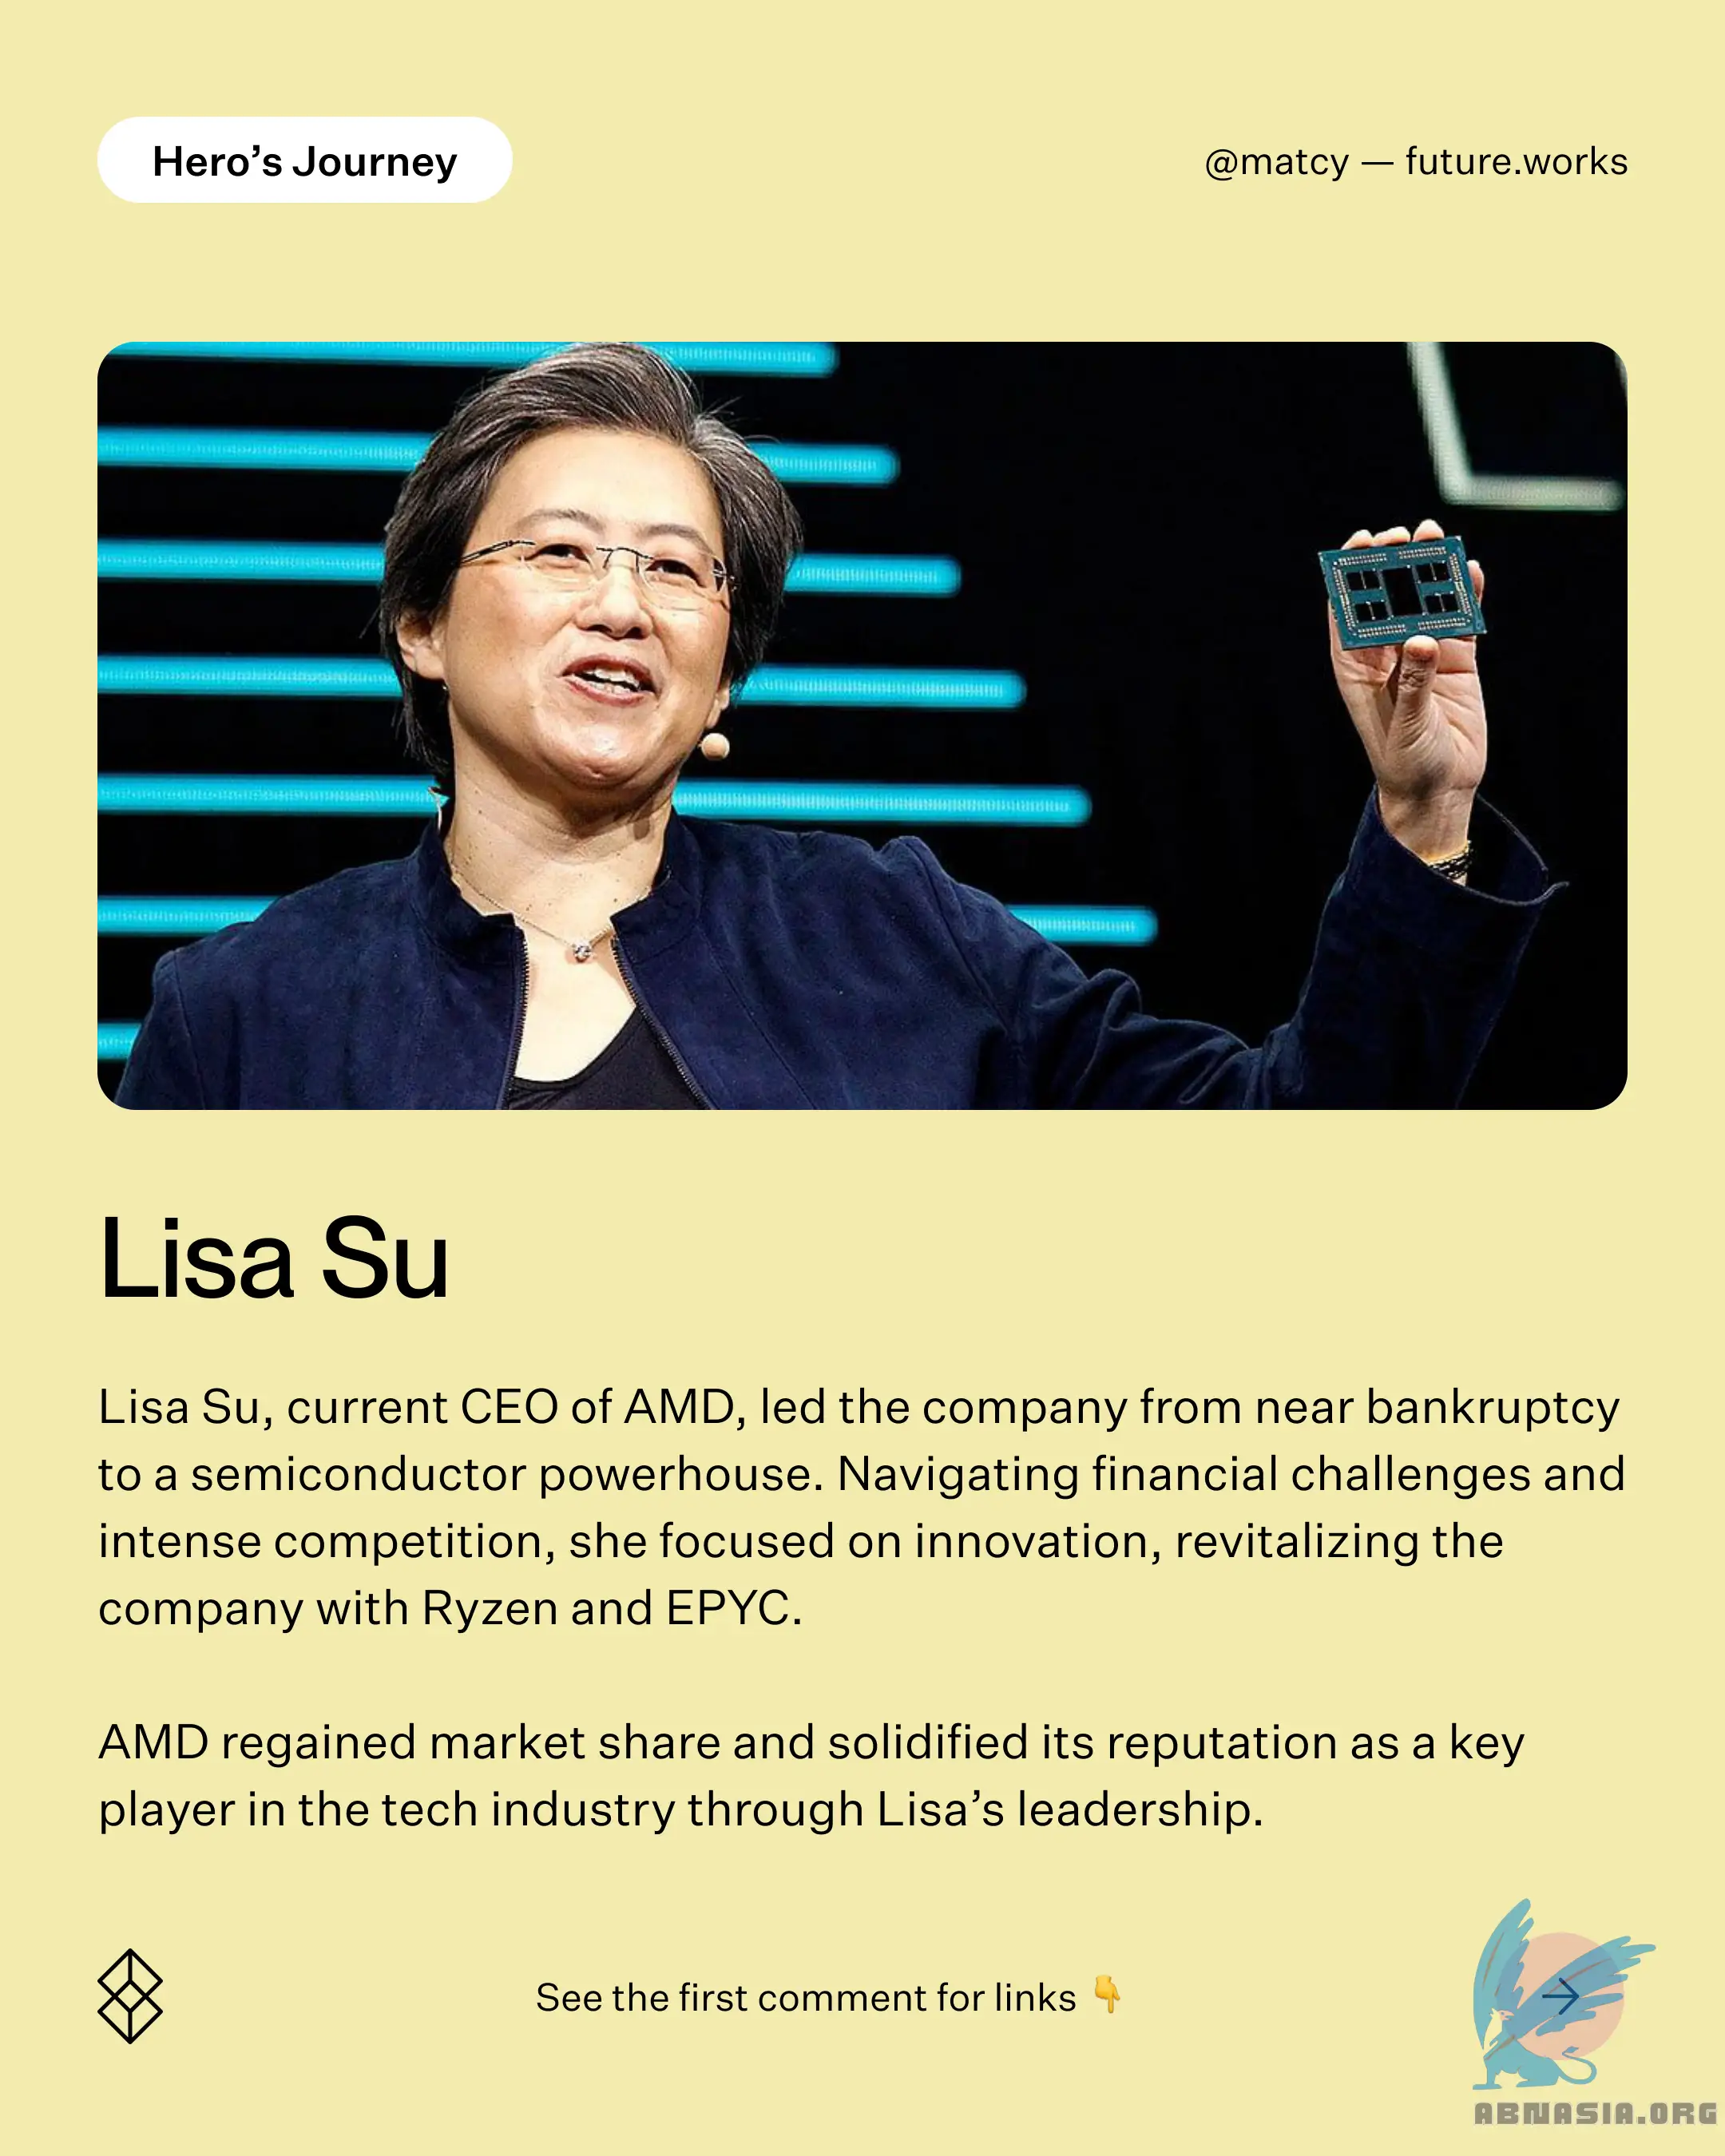 Hero’s Journey
@matcy — future.works
Lisa Su
Lisa Su, current CEO of AMD, led the company from near bankruptcy
to a semiconductor powerhouse. Navigating financial challenges and
intense competition, she focused on innovation, revitalizing the
company with Ryzen and EPYC.
AMD regained market share and solidified its reputation as a key
player in the tech industry through Lisa’s leadership.
See the first comment for links 👇
ABNASIA.ORG